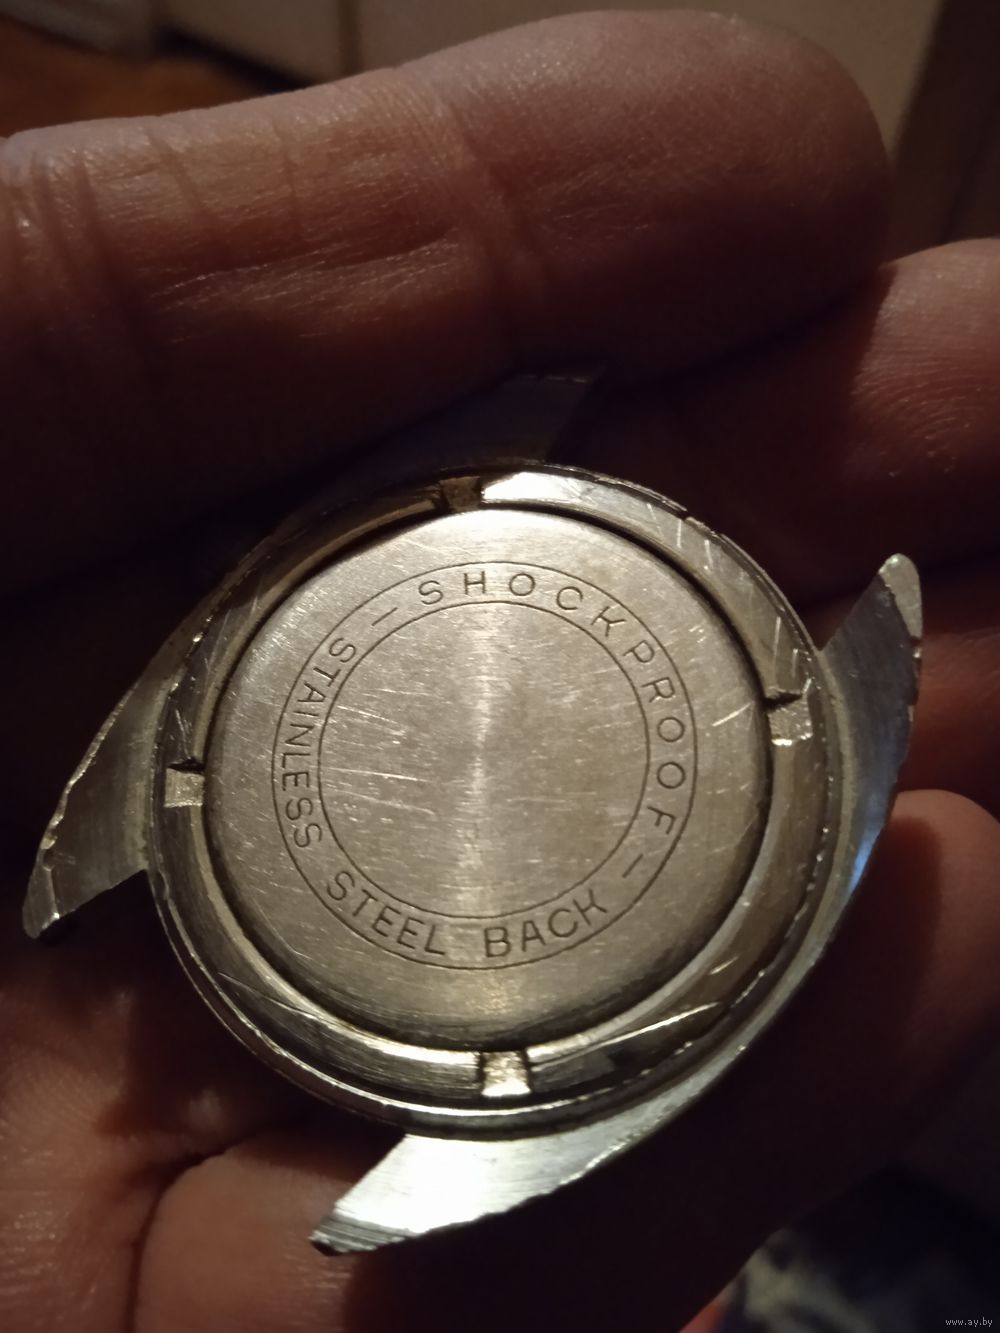 — SHOCKPROOF —
STAINLESS STEEL BACK
www.ay.by